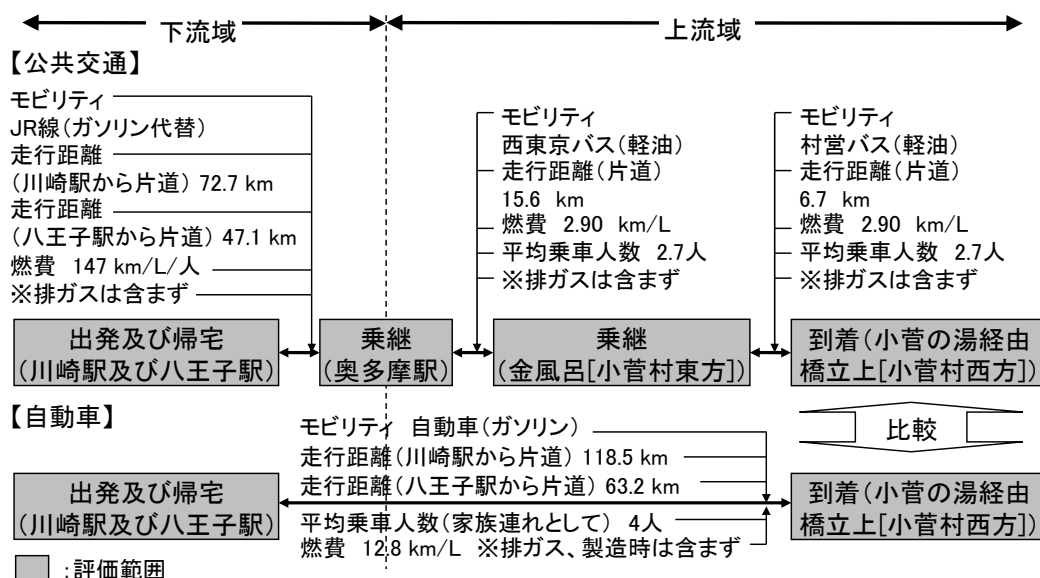 下流域
上流域
【公共交通】
モビリティ
JR線(ガソリン代替)
走行距離
(川崎駅から片道) 72.7 km
走行距離
(八王子駅から片道) 47.1 km
燃費 147 km/L/人
※排ガスは含まず
モビリティ
西東京バス(軽油)
走行距離(片道)
15.6 km
燃費 2.90 km/L
平均乗車人数 2.7人
※排ガスは含まず
モビリティ
村営バス(軽油)
走行距離(片道)
6.7 km
燃費 2.90 km/L
平均乗車人数 2.7人
※排ガスは含まず
出発及び帰宅
(川崎駅及び八王子駅)
乗継
(奥多摩駅)
乗継
(金風呂[小菅村東方])
到着(小菅の湯経由
橋立上[小菅村西方])
【自動車】
比較
モビリティ 自動車(ガソリン)
走行距離(川崎駅から片道) 118.5 km
走行距離(八王子駅から片道) 63.2 km
出発及び帰宅
(川崎駅及び八王子駅)
到着(小菅の湯経由
橋立上[小菅村西方])
平均乗車人数(家族連れとして) 4人
燃費 12.8 km/L ※排ガス、製造時は含まず
:評価範囲